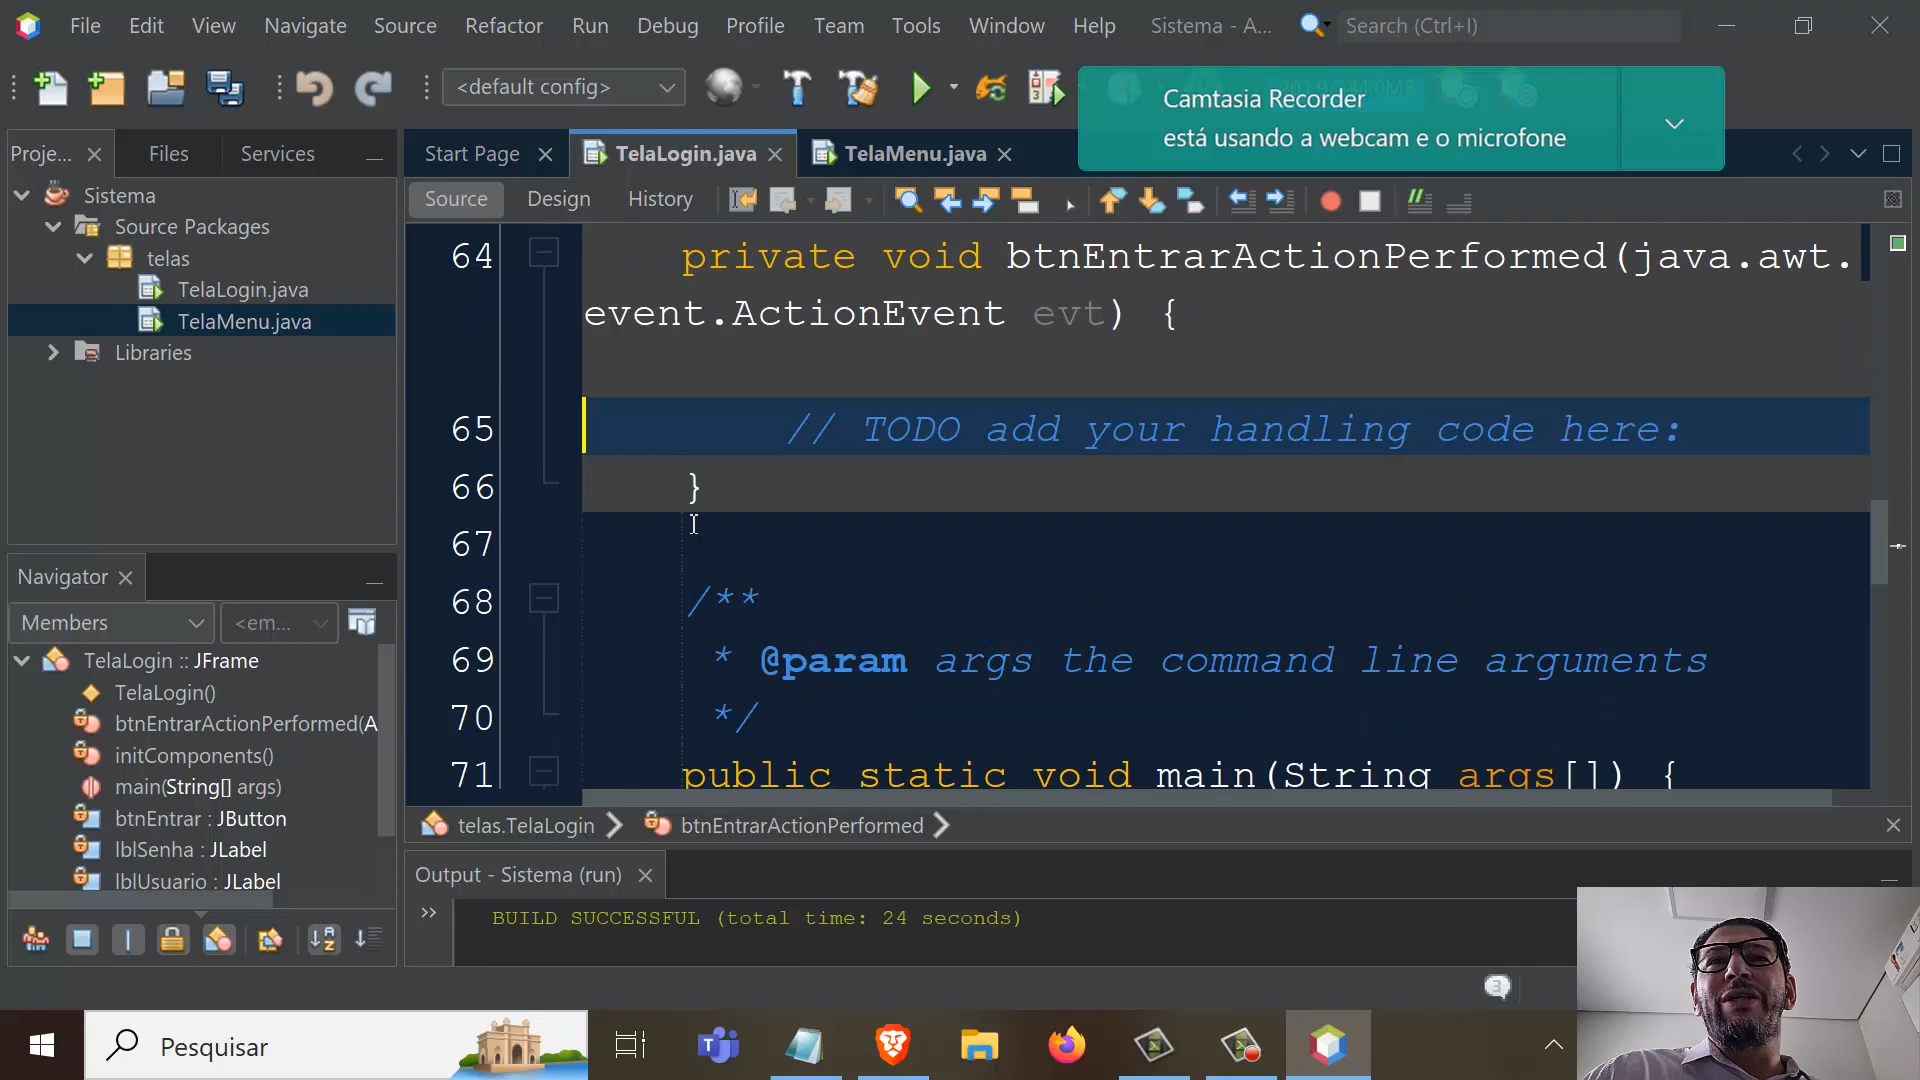 File Edit View Navigate Source Refactor Run Debug Profile Team Tools Window Help Sistema - A... Search (Ctrl+I)
<default config>
Camtasia Recorder
está usando a webcam e o microfone
Proje... Files Services
Start Page TelaLogin.java TelaMenu.java
Source Design History
Sistema
Source Packages
telas
TelaLogin.java
TelaMenu.java
Libraries
64 private void btnEntrarActionPerformed(java.awt.
event.ActionEvent evt) {
65 // TODO add your handling code here:
66 }
67
68 /**
69 * @param args the command line arguments
70 */
71 public static void main(String args[]) {
Navigator
Members <em...
TelaLogin :: JFrame
TelaLogin()
btnEntrarActionPerformed(A
initComponents()
main(String[] args)
btnEntrar : JButton
lblSenha : JLabel
lblUsuario : JLabel
telas.TelaLogin btnEntrarActionPerformed
Output - Sistema (run)
BUILD SUCCESSFUL (total time: 24 seconds)
3
Pesquisar